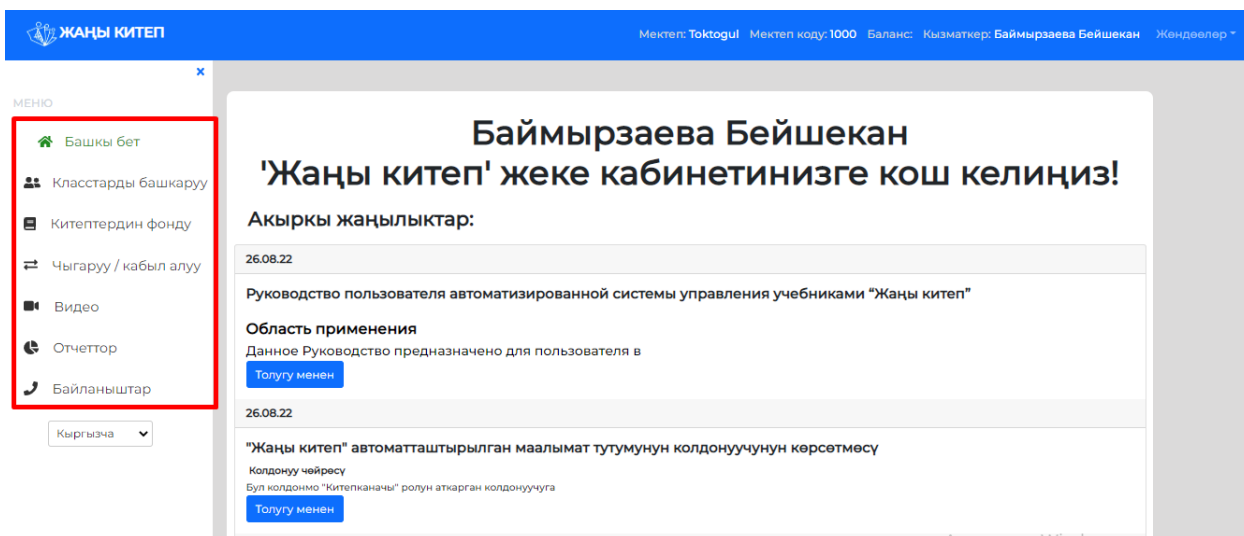 ЖАҢЫ КИТЕП
Мектеп: Toktogul Мектеп коду: 1000 Баланс: Кызматкер: Баймырзаева Бейшекан Жөндөөлөр
МЕНЮ
Башкы бет
Класстарды башкаруу
Китептердин фонду
Чыгаруу / кабыл алуу
Видео
Отчеттор
Байланыштар
Кыргызча
Баймырзаева Бейшекан
'Жаңы китеп' жеке кабинетинизге кош келиңиз!
Акыркы жаңылыктар:
26.08.22
Руководство пользователя автоматизированной системы управления учебниками “Жаңы китеп”
Область применения
Данное Руководство предназначено для пользователя в
Толугу менен
26.08.22
"Жаңы китеп" автоматташтырылган маалымат тутумунун колдонуучунун көрсөтмөсү
Колдонуу чөйрөсү
Бул колдонмо "Китепканачы" ролун аткарган колдонуучуга
Толугу менен